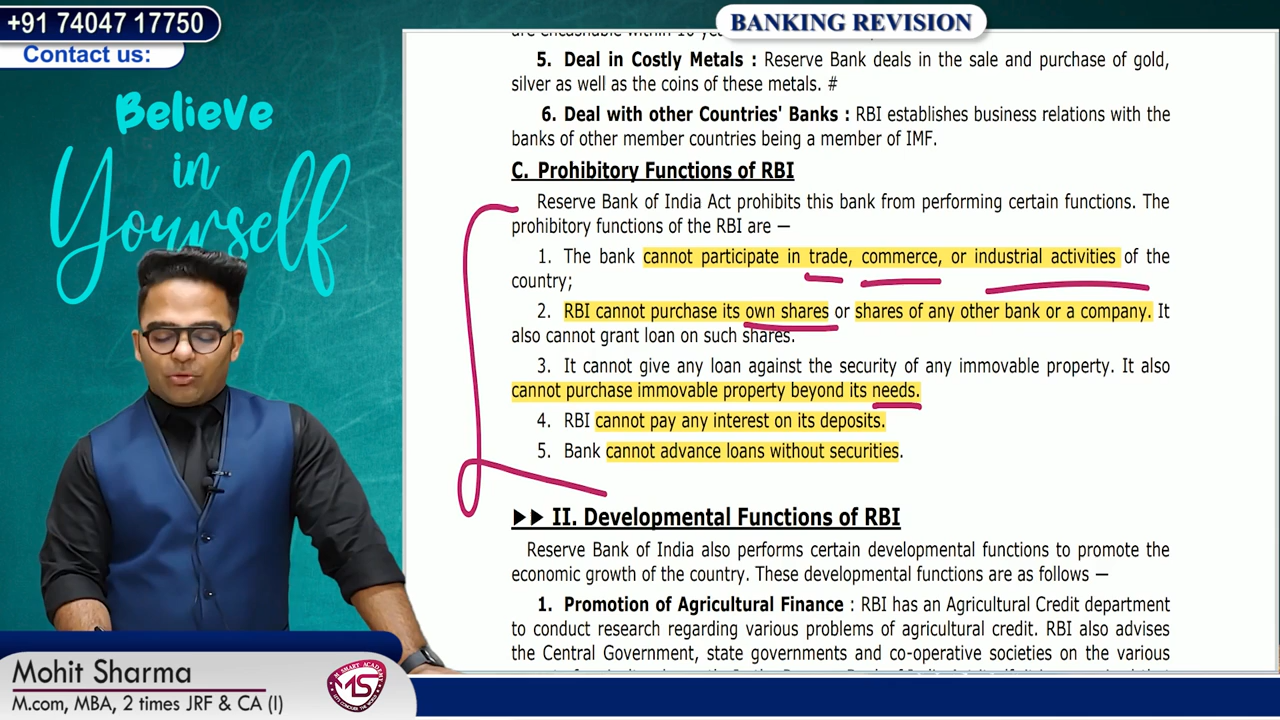 +91 74047 17750
Contact us:
BANKING REVISION
Believe
in
Yourself
5. Deal in Costly Metals : Reserve Bank deals in the sale and purchase of gold,
silver as well as the coins of these metals. #
6. Deal with other Countries' Banks : RBI establishes business relations with the
banks of other member countries being a member of IMF.
C. Prohibitory Functions of RBI
Reserve Bank of India Act prohibits this bank from performing certain functions. The
prohibitory functions of the RBI are —
1. The bank cannot participate in trade, commerce, or industrial activities of the
country;
2. RBI cannot purchase its own shares or shares of any other bank or a company. It
also cannot grant loan on such shares.
3. It cannot give any loan against the security of any immovable property. It also
cannot purchase immovable property beyond its needs.
4. RBI cannot pay any interest on its deposits.
5. Bank cannot advance loans without securities.
▶▶ II. Developmental Functions of RBI
Reserve Bank of India also performs certain developmental functions to promote the
economic growth of the country. These developmental functions are as follows —
1. Promotion of Agricultural Finance : RBI has an Agricultural Credit department
to conduct research regarding various problems of agricultural credit. RBI also advises
the Central Government, state governments and co-operative societies on the various
Mohit Sharma
M.com, MBA, 2 times JRF & CA (I)
MS